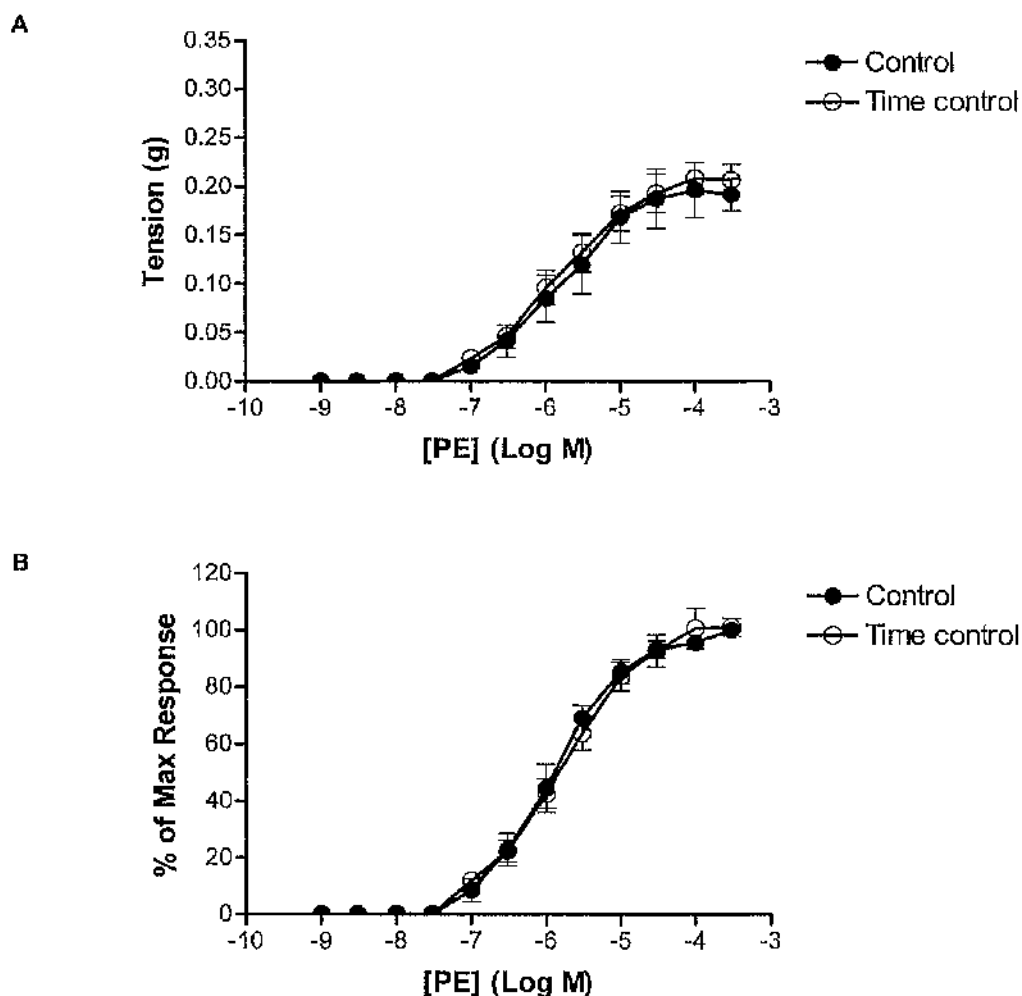 A
0.35
0.30
0.25
0.20
0.15
0.10
0.05
0.00
Tension (g)
-10 -9 -8 -7 -6 -5 -4 -3
[PE] (Log M)
Control
Time control
B
120
100
80
60
40
20
0
% of Max Response
-10 -9 -8 -7 -6 -5 -4 -3
[PE] (Log M)
Control
Time control